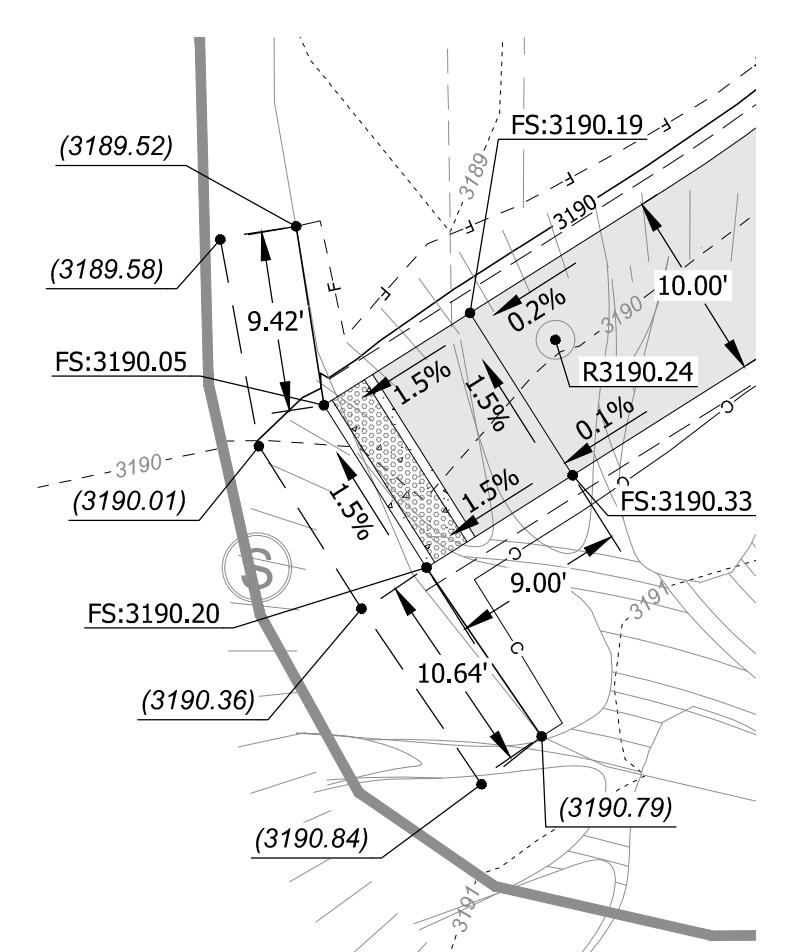 FS:3190.19
(3189.52)
3189
F
F
F
3190
(3189.58)
F
F
10.00'
9.42'
0.2%
3190
FS:3190.05
1.5%
R3190.24
1.5%
0.1%
C
3190
(3190.01)
1.5%
1.5%
C
FS:3190.33
S
C
9.00'
FS:3190.20
3191
C
10.64'
(3190.36)
(3190.79)
(3190.84)
3191